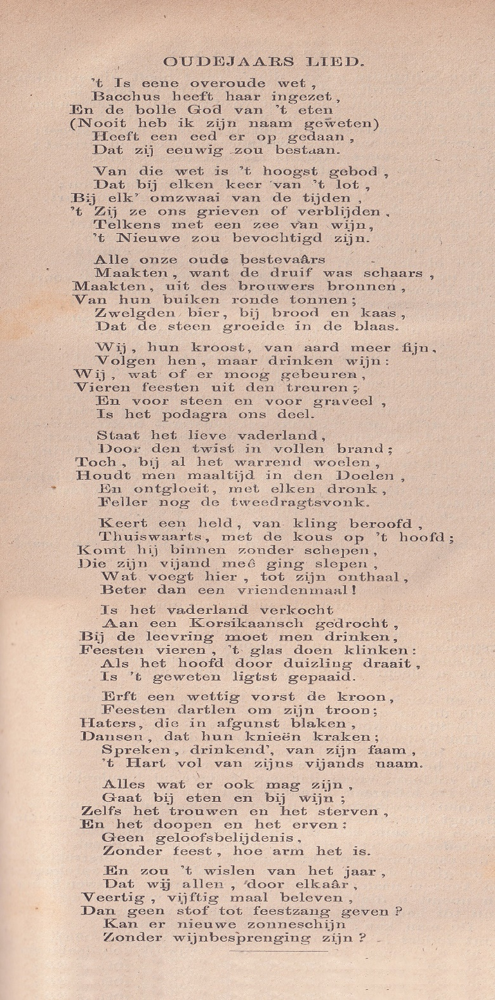 OUDEJAARS LIED.
't Is eene overoude wet,
Bacchus heeft haar ingezet,
En de bolle God van 't eten
(Nooit heb ik zijn naam geweten)
Heeft een eed er op gedaan,
Dat zij eeuwig zou bestaan.
Van die wet is 't hoogst gebod,
Dat bij elken keer van 't lot,
Bij elk' omzwaai van de tijden,
't Zij ze ons grieven of verblijden,
Telkens met een zee van wijn,
't Nieuwe zou bevochtigd zijn.
Alle onze oude bestevaârs
Maakten, want de druif was schaars,
Maakten, uit des brouwers bronnen,
Van hun buiken ronde tonnen;
Zwelgden bier, bij brood en kaas,
Dat de steen groeide in de blaas.
Wij, hun kroost, van aard meer fijn,
Volgen hen, maar drinken wijn:
Wij, wat of er moog gebeuren,
Vieren feesten uit den treuren;
En voor steen en voor graveel,
Is het podagra ons deel.
Staat het lieve vaderland,
Door den twist in vollen brand;
Toch, bij al het warrend woelen,
Houdt men maaltijd in den Doelen,
En ontgloeit, met elken dronk,
Feller nog de tweedragtsvonk.
Keert een held, van kling beroofd,
Thuiswaarts, met de kous op 't hoofd;
Komt hij binnen zonder schepen,
Die zijn vijand meê ging slepen,
Wat voegt hier, tot zijn onthaal,
Beter dan een vriendenmaal!
Is het vaderland verkocht
Aan een Korsikaansch gedrocht,
Bij de leevring moet men drinken,
Feesten vieren, 't glas doen klinken:
Als het hoofd door duizling draait,
Is 't geweten ligtst gepaaid.
Erft een wettig vorst de kroon,
Feesten dartlen om zijn troon;
Haters, die in afgunst blaken,
Dansen, dat hun knieën kraken;
Spreken, drinkend', van zijn faam,
't Hart vol van zijns vijands naam.
Alles wat er ook mag zijn,
Gaat bij eten en bij wijn;
Zelfs het trouwen en het sterven,
En het doopen en het erven:
Geen geloofsbelijdenis,
Zonder feest, hoe arm het is.
En zou 't wislen van het jaar,
Dat wij allen, door elkaâr,
Veertig, vijftig maal beleven,
Dan geen stof tot feestzang geven?
Kan er nieuwe zonneschijn
Zonder wijnbesprenging zijn?